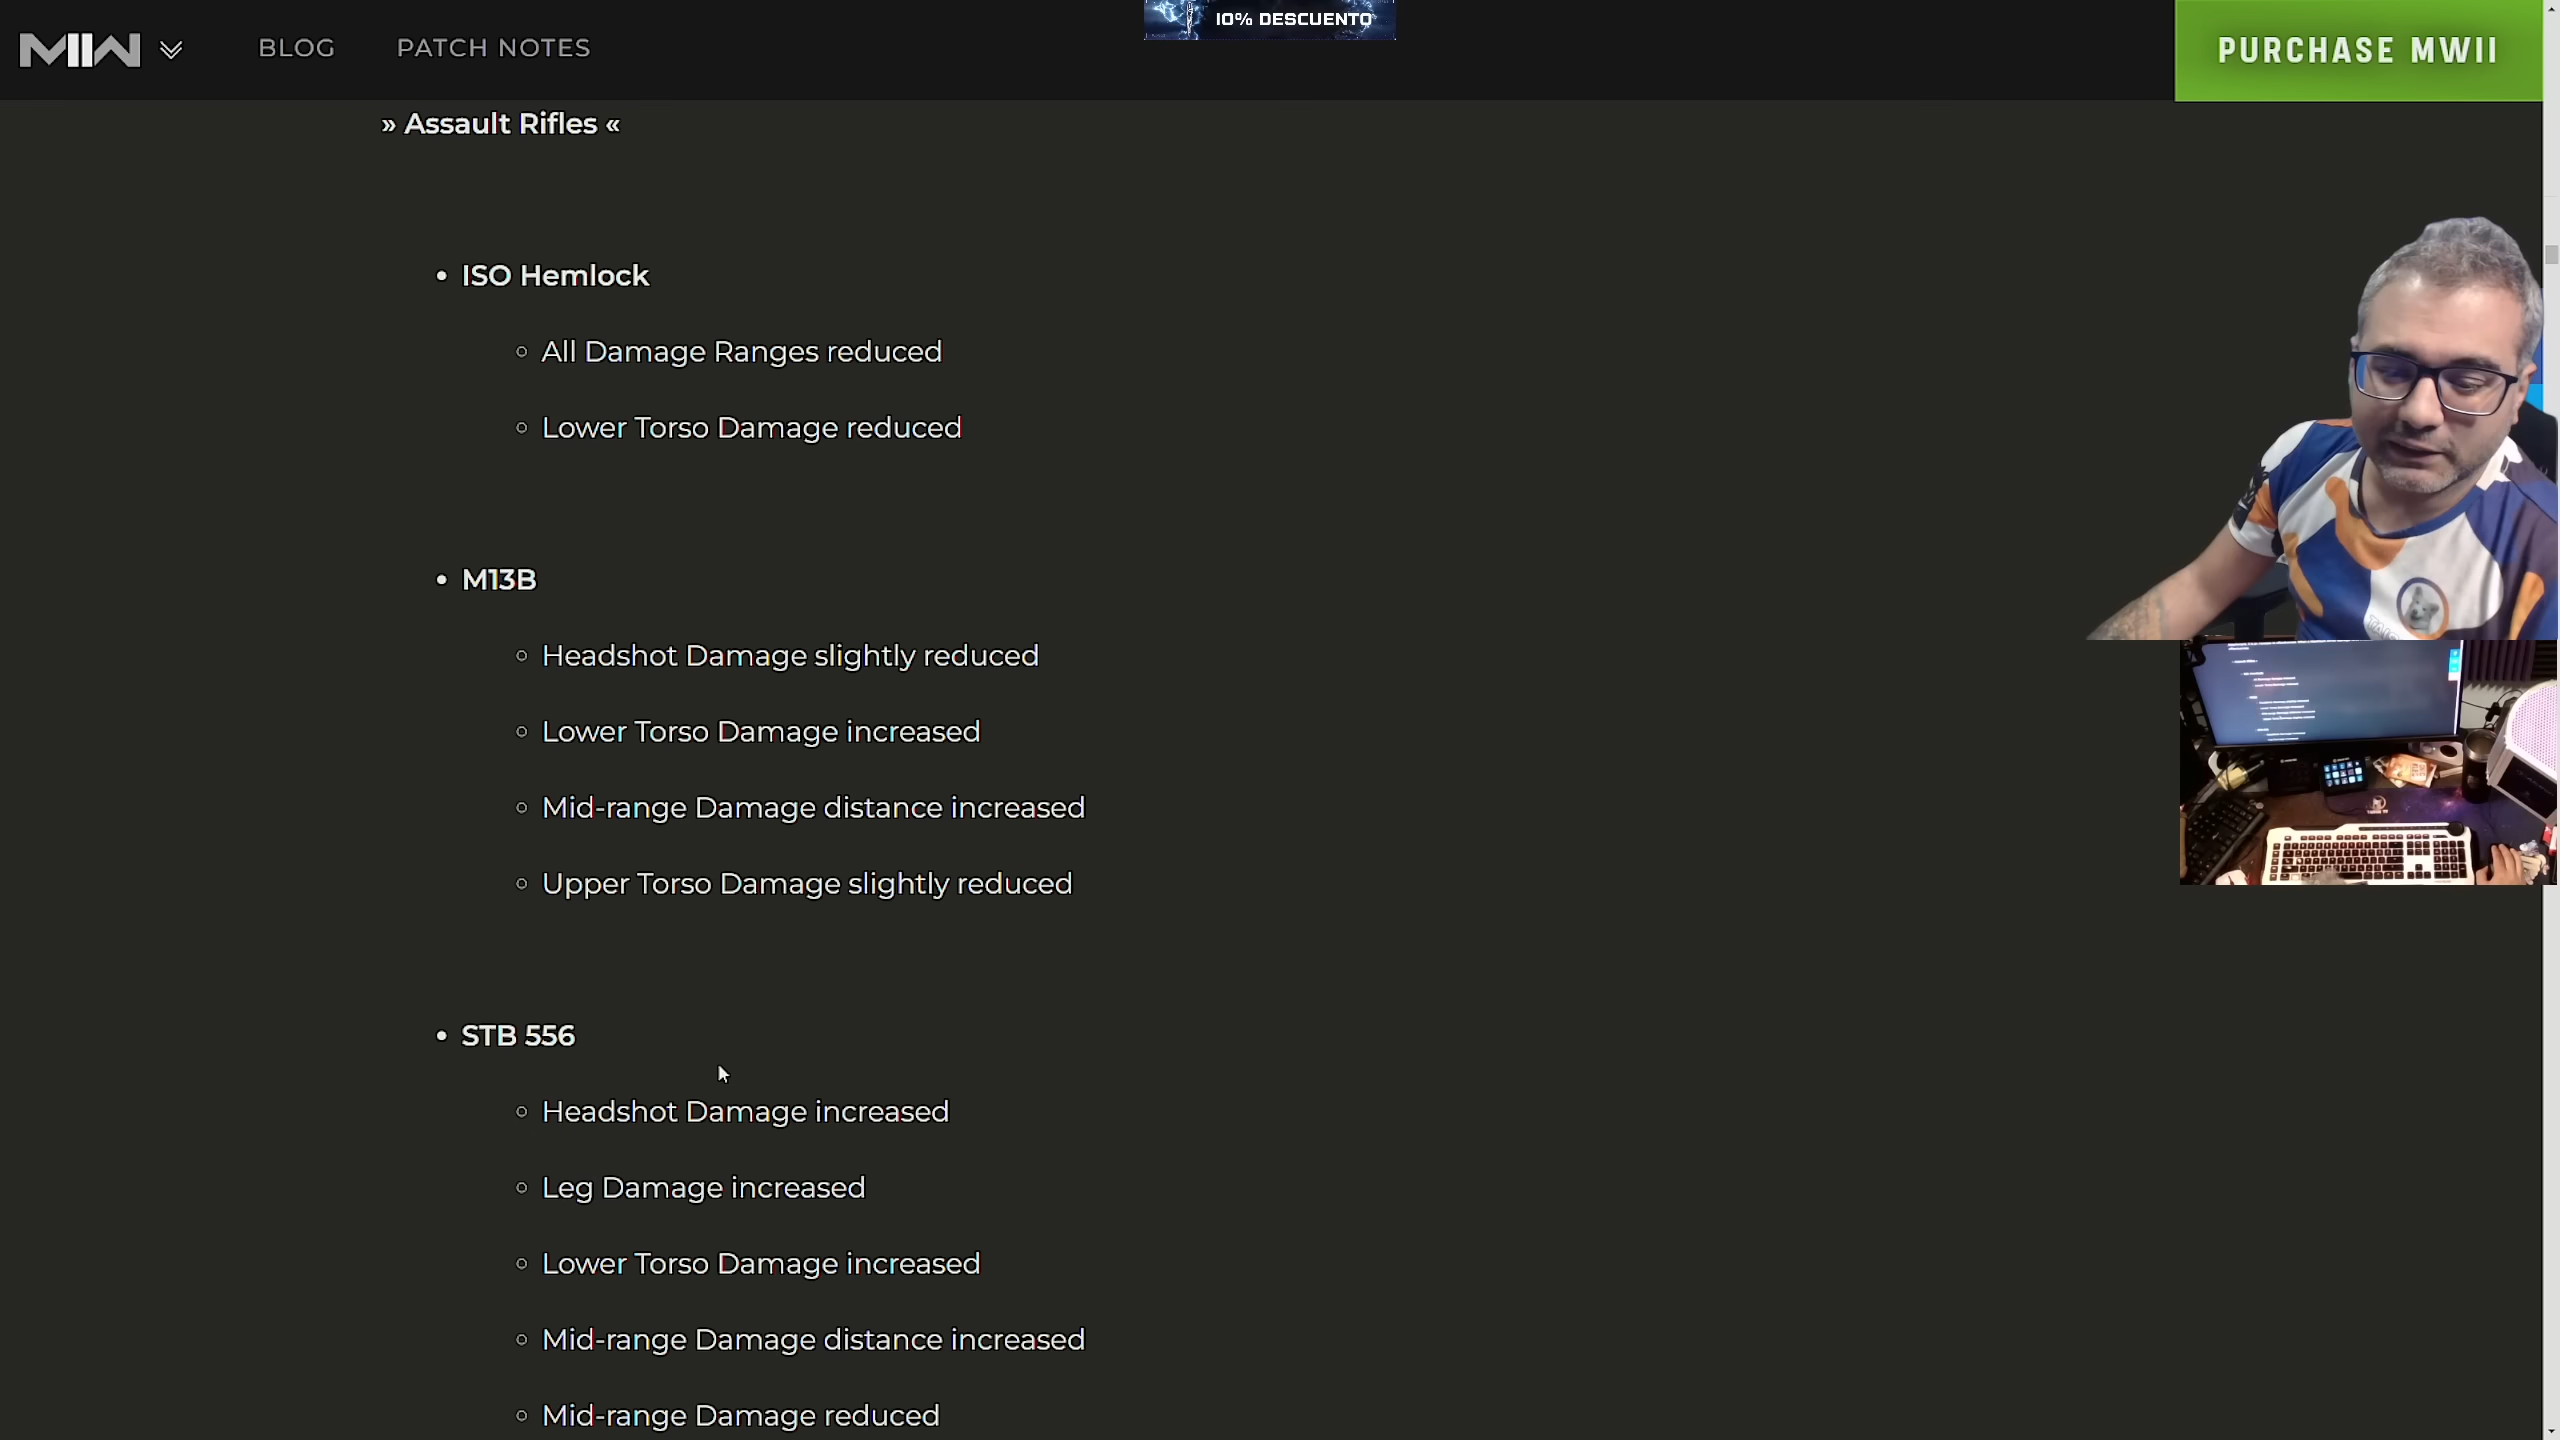 MIIW
BLOG
PATCH NOTES
10% DESCUENTO
PURCHASE MWII
» Assault Rifles «
• ISO Hemlock
○ All Damage Ranges reduced
○ Lower Torso Damage reduced
• M13B
○ Headshot Damage slightly reduced
○ Lower Torso Damage increased
○ Mid-range Damage distance increased
○ Upper Torso Damage slightly reduced
• STB 556
○ Headshot Damage increased
○ Leg Damage increased
○ Lower Torso Damage increased
○ Mid-range Damage distance increased
○ Mid-range Damage reduced